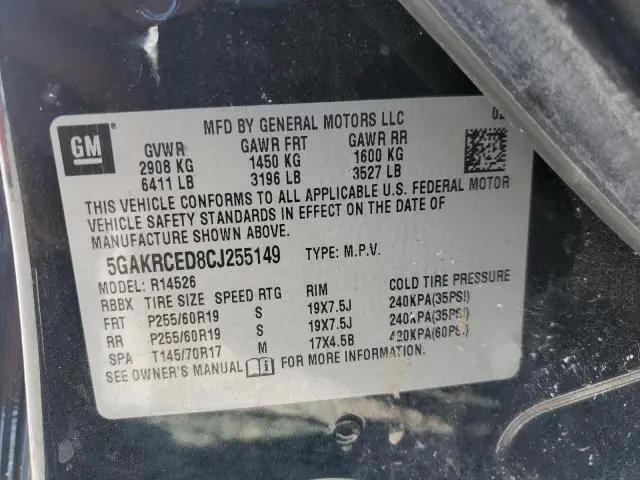 MFD BY GENERAL MOTORS LLC
GM
GVWR GAWR FRT GAWR RR
2908 KG 1450 KG 1600 KG
6411 LB 3196 LB 3527 LB
THIS VEHICLE CONFORMS TO ALL APPLICABLE U.S. FEDERAL MOTOR
VEHICLE SAFETY STANDARDS IN EFFECT ON THE DATE OF
MANUFACTURE SHOWN ABOVE.
5GAKRCED8CJ255149 TYPE: M.P.V.
MODEL: R14526
RBBX TIRE SIZE SPEED RTG RIM COLD TIRE PRESSURE
FRT P255/60R19 S 19X7.5J 240KPA(35PSI)
RR P255/60R19 S 19X7.5J 240KPA(35PSI)
SPA T145/70R17 M 17X4.5B 420KPA(60PSI)
SEE OWNER'S MANUAL FOR MORE INFORMATION.